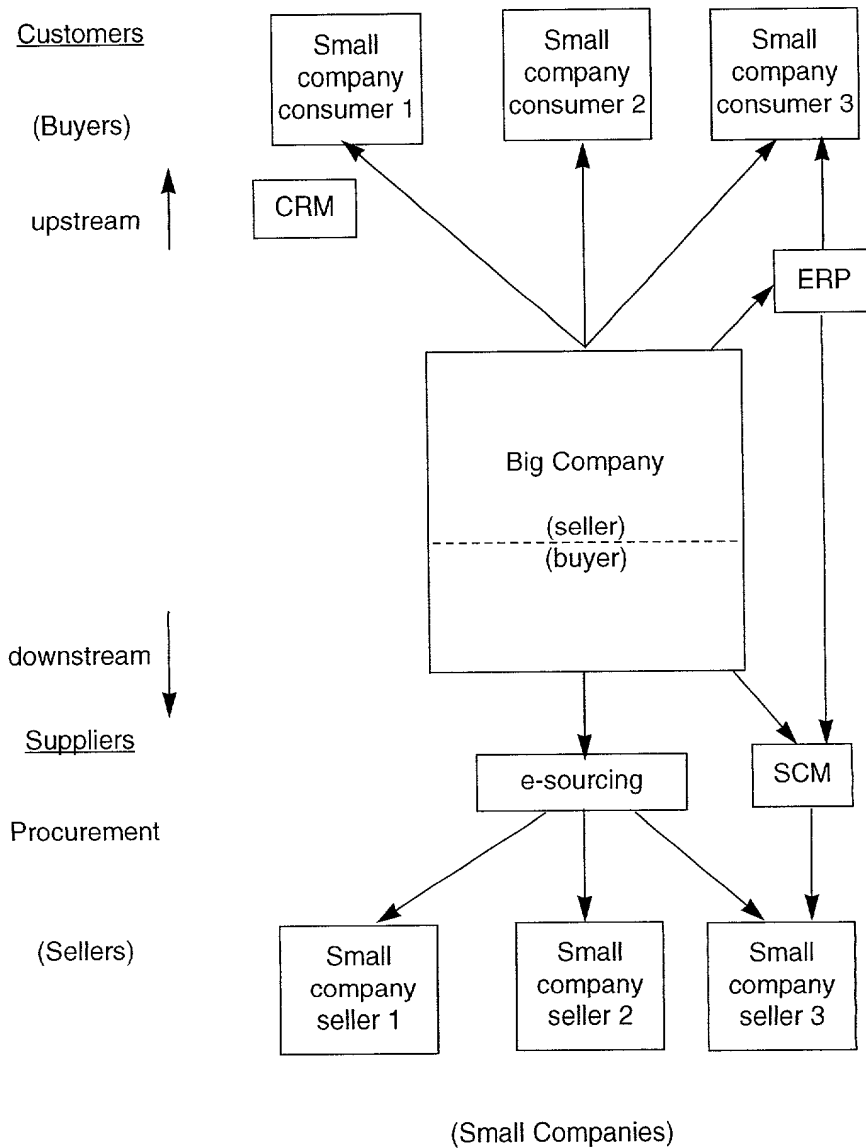 Customers
Small
company
consumer 1
Small
company
consumer 2
Small
company
consumer 3
(Buyers)
upstream
CRM
ERP
Big Company
(seller)
(buyer)
downstream
Suppliers
e-sourcing
SCM
Procurement
(Sellers)
Small
company
seller 1
Small
company
seller 2
Small
company
seller 3
(Small Companies)